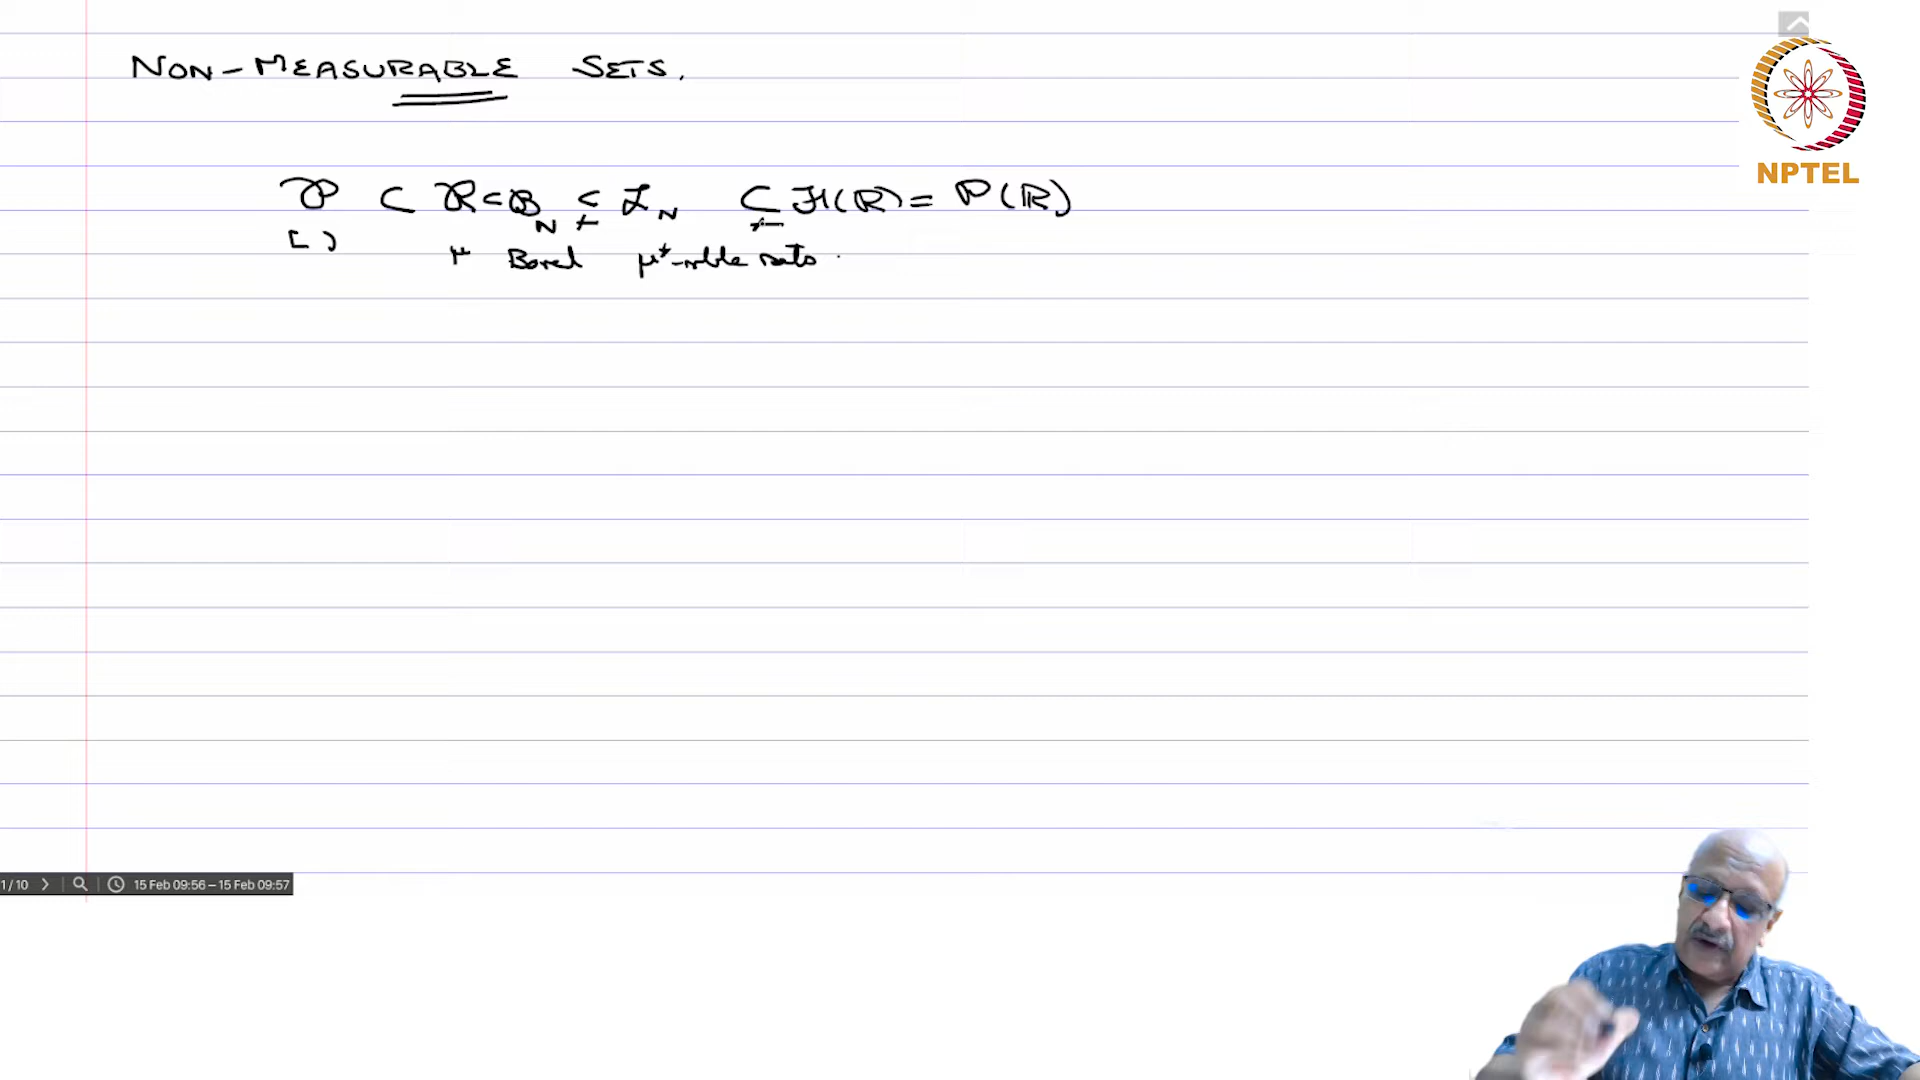 NON-MEASURABLE SETS.
𝒫 ⊂ ℛ ⊂ ℬ_N ⊊ ℒ_N ⊊ ℋ(ℝ) = 𝒫(ℝ)
[ )
μ Borel μ*-mble sets.
NPTEL
1 / 10 15 Feb 09:56 – 15 Feb 09:57